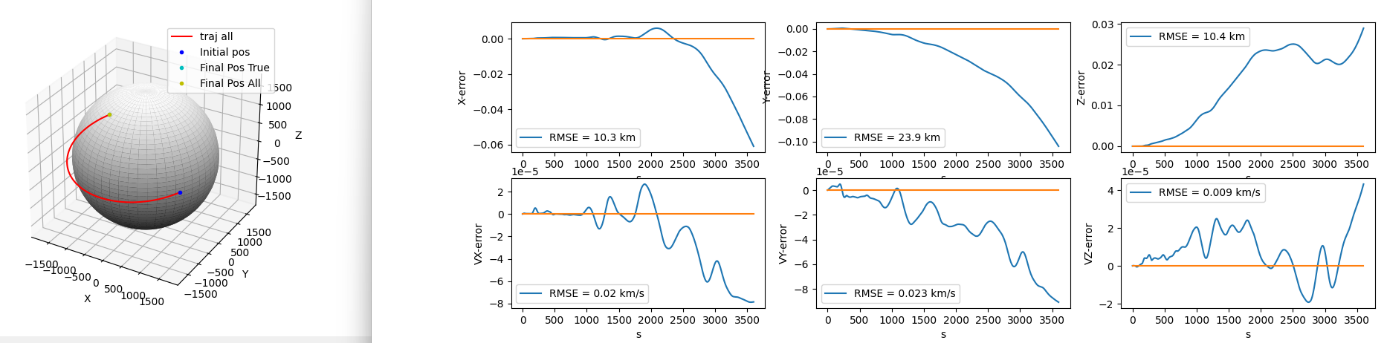 traj all
Initial pos
Final Pos True
Final Pos All
1500
1000
500
0
−500
−1000
−1500
Z
−1500
−1000
−500
0
500
1000
1500
X
1500
1000
500
0
−500
−1000
−1500
Y
X-error
0.00
−0.02
−0.04
−0.06
RMSE = 10.3 km
0 500 1000 1500 2000 2500 3000 3500
s
Y-error
0.00
−0.02
−0.04
−0.06
−0.08
−0.10
RMSE = 23.9 km
0 500 1000 1500 2000 2500 3000 3500
s
Z-error
0.03
0.02
0.01
0.00
RMSE = 10.4 km
0 500 1000 1500 2000 2500 3000 3500
s
1e−5
VX-error
2
0
−2
−4
−6
−8
RMSE = 0.02 km/s
0 500 1000 1500 2000 2500 3000 3500
s
1e−5
VY-error
0
−2
−4
−6
−8
RMSE = 0.023 km/s
0 500 1000 1500 2000 2500 3000 3500
s
1e−5
VZ-error
4
2
0
−2
RMSE = 0.009 km/s
0 500 1000 1500 2000 2500 3000 3500
s